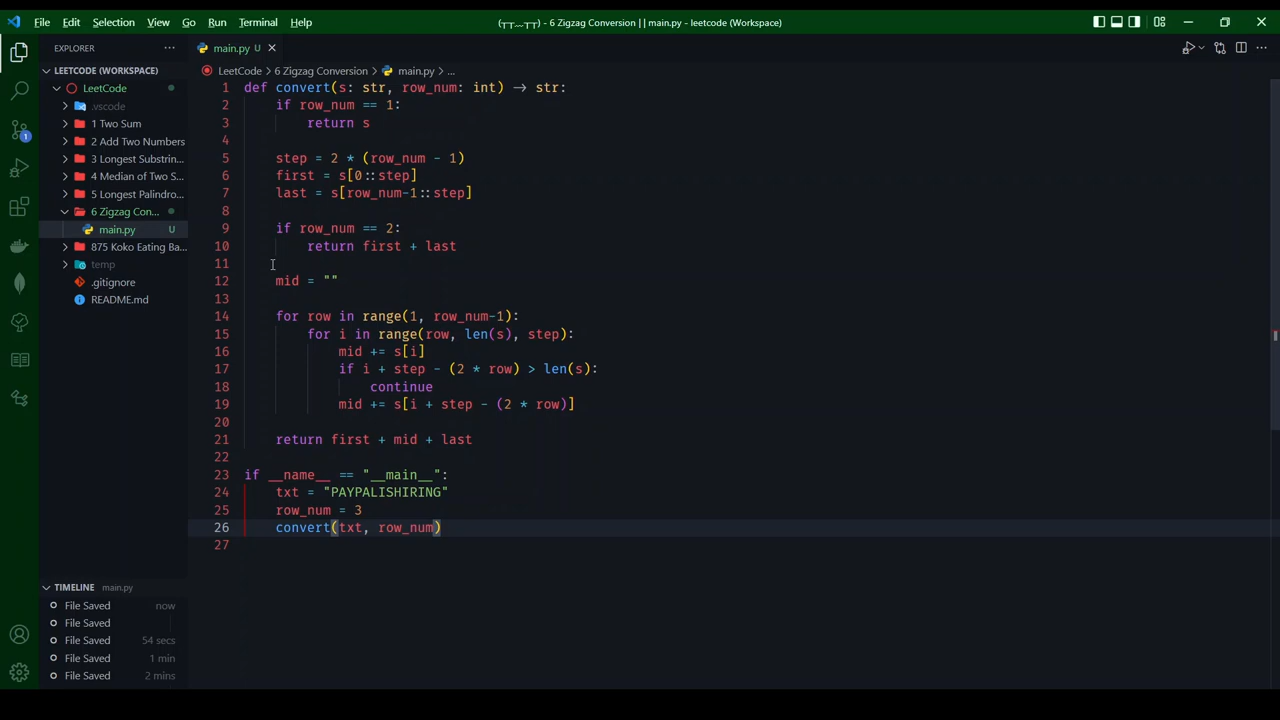 File Edit Selection View Go Run Terminal Help (┬┬﹏┬┬) - 6 Zigzag Conversion | | main.py - leetcode (Workspace)
EXPLORER
main.py U
LEETCODE (WORKSPACE)
LeetCode
.vscode
1 Two Sum
2 Add Two Numbers
3 Longest Substrin...
4 Median of Two S...
5 Longest Palindro...
6 Zigzag Con...
main.py U
875 Koko Eating Ba...
temp
.gitignore
README.md
TIMELINE main.py
File Saved now
File Saved
File Saved 54 secs
File Saved 1 min
File Saved 2 mins
1
LeetCode > 6 Zigzag Conversion > main.py > ...
1 def convert(s: str, row_num: int) -> str:
2 if row_num == 1:
3 return s
4
5 step = 2 * (row_num - 1)
6 first = s[0::step]
7 last = s[row_num-1::step]
8
9 if row_num == 2:
10 return first + last
11
12 mid = ""
13
14 for row in range(1, row_num-1):
15 for i in range(row, len(s), step):
16 mid += s[i]
17 if i + step - (2 * row) > len(s):
18 continue
19 mid += s[i + step - (2 * row)]
20
21 return first + mid + last
22
23 if __name__ == "__main__":
24 txt = "PAYPALISHIRING"
25 row_num = 3
26 convert(txt, row_num)
27